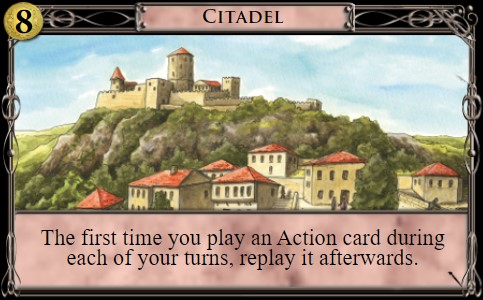 8
CITADEL
The first time you play an Action card during
each of your turns, replay it afterwards.